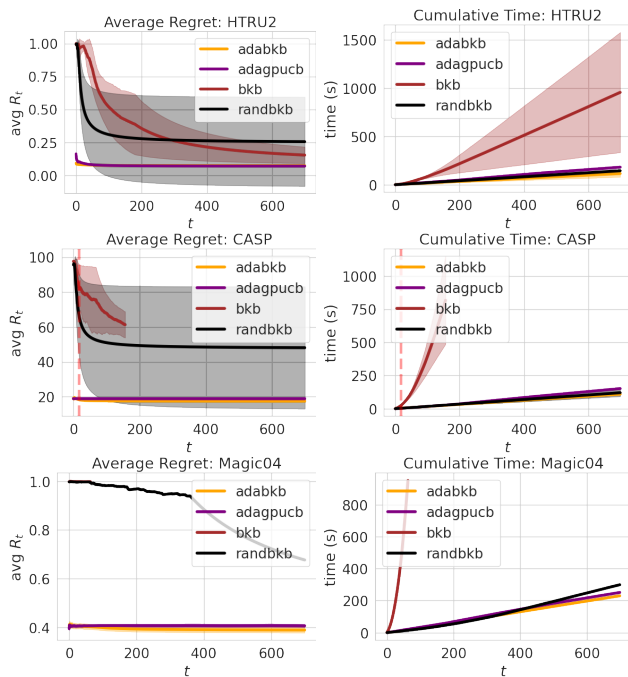 Average Regret: HTRU2
avg R_t
1.00
0.75
0.50
0.25
0.00
0 200 400 600
t
adabkb
adagpucb
bkb
randbkb
Cumulative Time: HTRU2
time (s)
1500
1000
500
0
0 200 400 600
t
adabkb
adagpucb
bkb
randbkb
Average Regret: CASP
avg R_t
100
80
60
40
20
0 200 400 600
t
adabkb
adagpucb
bkb
randbkb
Cumulative Time: CASP
time (s)
1000
750
500
250
0
0 200 400 600
t
adabkb
adagpucb
bkb
randbkb
Average Regret: Magic04
avg R_t
1.0
0.8
0.6
0.4
0 200 400 600
t
adabkb
adagpucb
bkb
randbkb
Cumulative Time: Magic04
time (s)
800
600
400
200
0
0 200 400 600
t
adabkb
adagpucb
bkb
randbkb